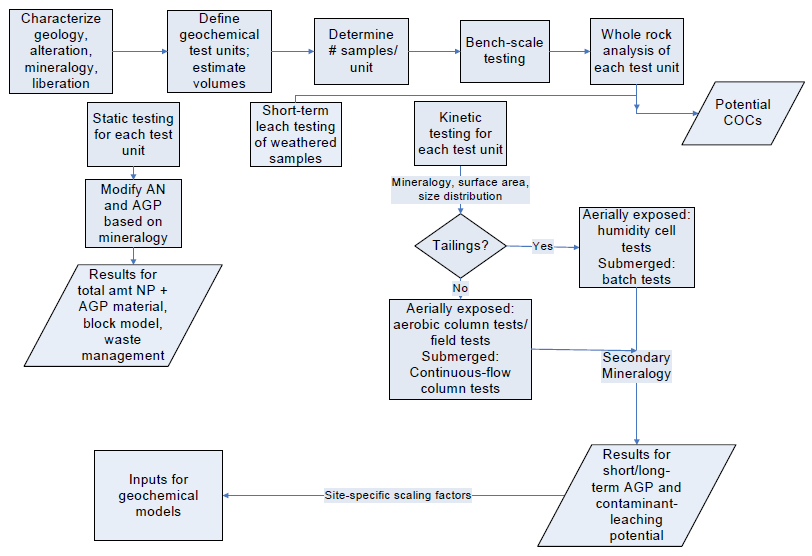 Characterize
geology,
alteration,
mineralogy,
liberation
Define
geochemical
test units;
estimate
volumes
Determine
# samples/
unit
Bench-scale
testing
Whole rock
analysis of
each test unit
Potential
COCs
Static testing
for each test
unit
Short-term
leach testing
of weathered
samples
Kinetic
testing for
each test unit
Modify AN
and AGP
based on
mineralogy
Mineralogy, surface area,
size distribution
Tailings?
Yes
Aerially exposed:
humidity cell
tests
Submerged:
batch tests
Results for
total amt NP +
AGP material,
block model,
waste
management
No
Aerially exposed:
aerobic column tests/
field tests
Submerged:
Continuous-flow
column tests
Secondary
Mineralogy
Results for
short/long-
term AGP and
contaminant-
leaching
potential
Site-specific scaling factors
Inputs for
geochemical
models